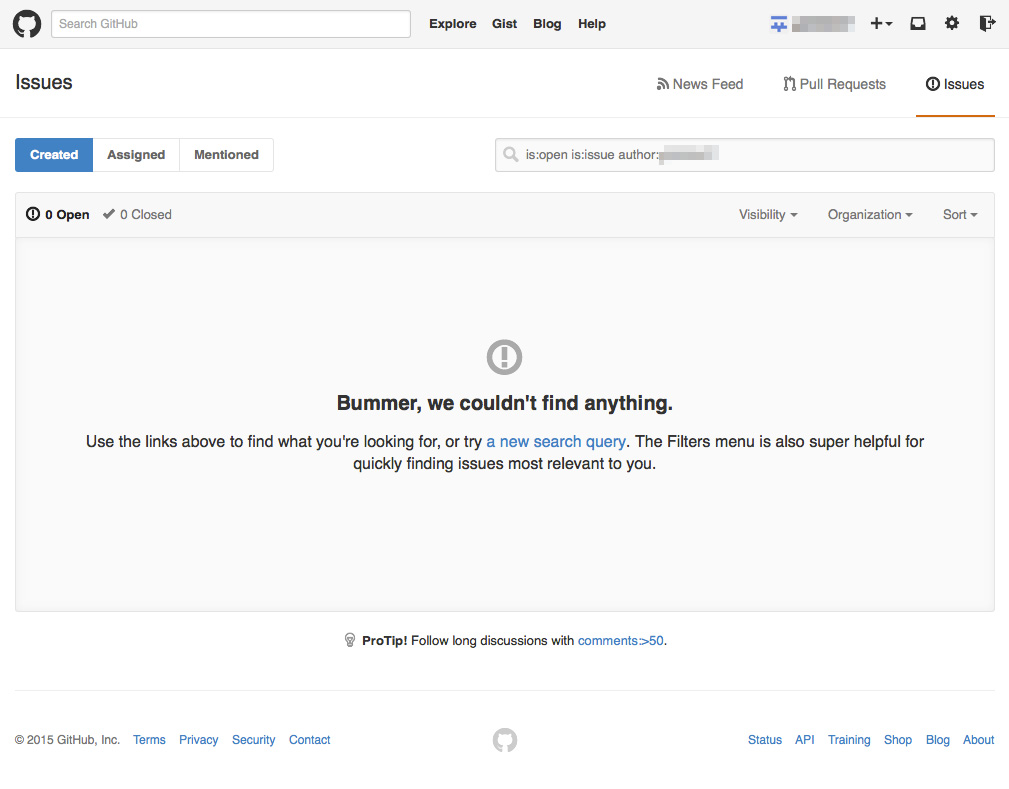 Search GitHub Explore Gist Blog Help
Issues News Feed Pull Requests Issues
Created Assigned Mentioned is:open is:issue author:
0 Open 0 Closed Visibility Organization Sort
Bummer, we couldn't find anything.
Use the links above to find what you're looking for, or try a new search query. The Filters menu is also super helpful for
quickly finding issues most relevant to you.
ProTip! Follow long discussions with comments:>50.
© 2015 GitHub, Inc. Terms Privacy Security Contact Status API Training Shop Blog About